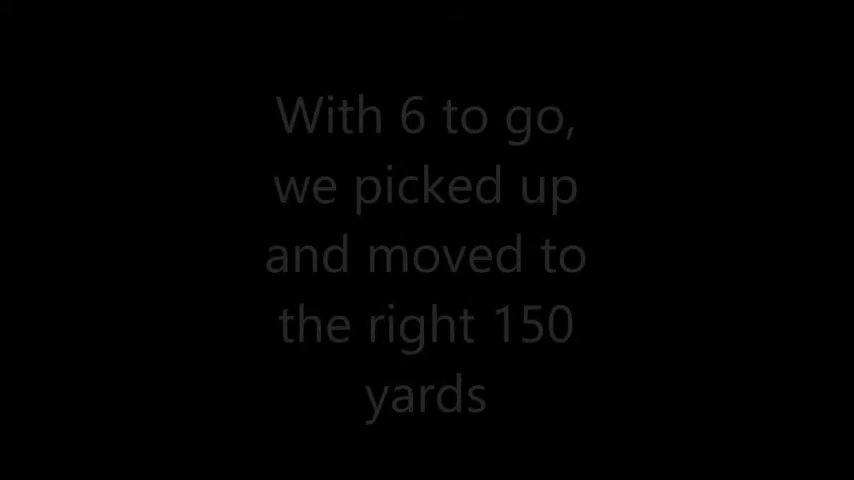 With 6 to go,
we picked up
and moved to
the right 150
yards